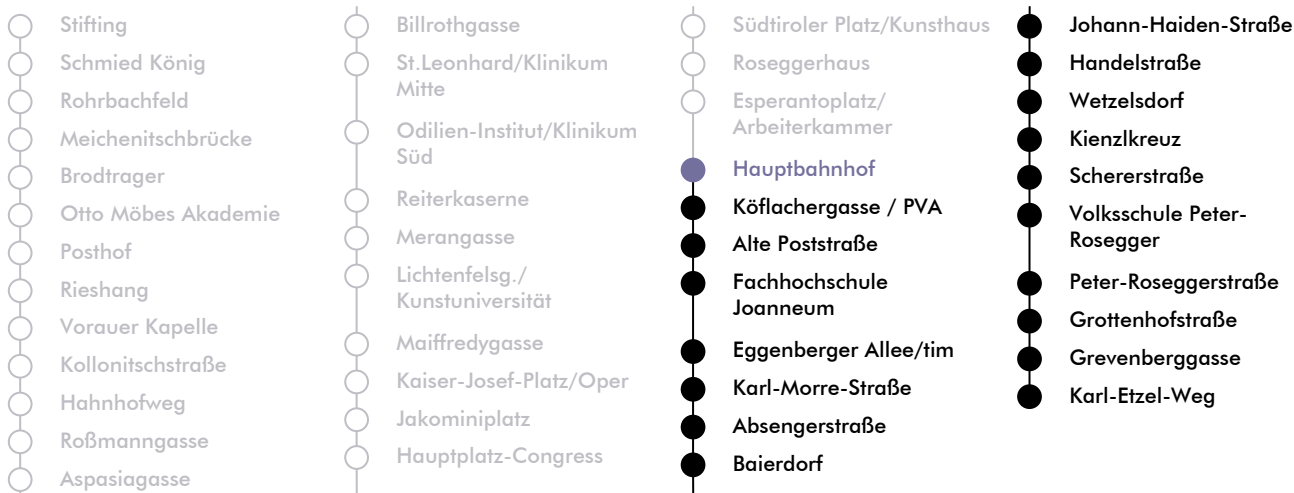 Stifting
Schmied König
Rohrbachfeld
Meichenitschbrücke
Brodtrager
Otto Möbes Akademie
Posthof
Rieshang
Vorauer Kapelle
Kollonitschstraße
Hahnhofweg
Roßmanngasse
Aspasiagasse
Billrothgasse
St.Leonhard/Klinikum
Mitte
Odilien-Institut/Klinikum
Süd
Reiterkaserne
Merangasse
Lichtenfelsg./
Kunstuniversität
Maiffredygasse
Kaiser-Josef-Platz/Oper
Jakominiplatz
Hauptplatz-Congress
Südtiroler Platz/Kunsthaus
Roseggerhaus
Esperantoplatz/
Arbeiterkammer
Hauptbahnhof
Köflachergasse / PVA
Alte Poststraße
Fachhochschule
Joanneum
Eggenberger Allee/tim
Karl-Morre-Straße
Absengerstraße
Baierdorf
Johann-Haiden-Straße
Handelstraße
Wetzelsdorf
Kienzlkreuz
Schererstraße
Volksschule Peter-
Rosegger
Peter-Roseggerstraße
Grottenhofstraße
Grevenberggasse
Karl-Etzel-Weg